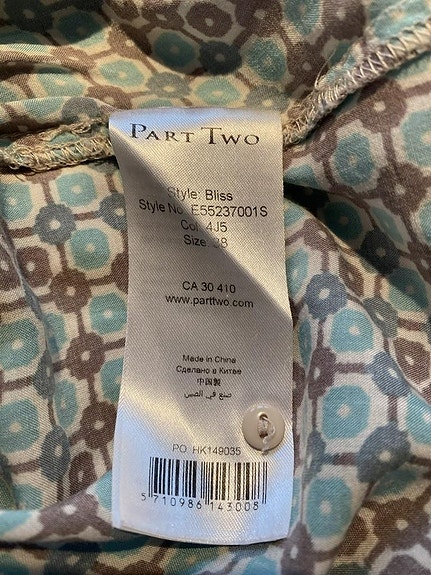 PART TWO
Style: Bliss
Style No: E55237001S
Col: 4J5
Size: 38
CA 30 410
www.parttwo.com
Made in China
Сделано в Китае
中国製
صنع في الصين
PO HK149035
5 710986 143008